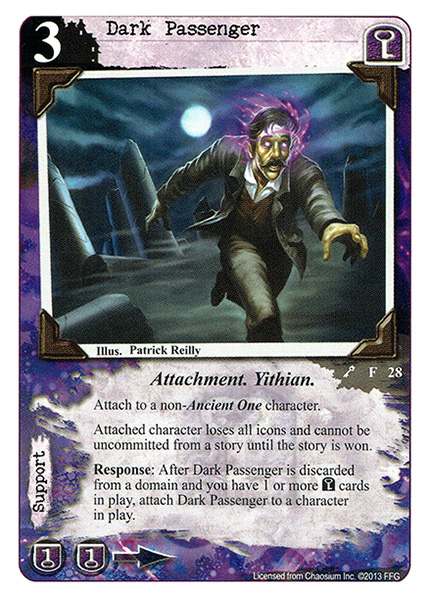 3
Dark Passenger
Illus. Patrick Reilly
F 28
Attachment. Yithian.
Attach to a non-Ancient One character.
Attached character loses all icons and cannot be
uncommitted from a story until the story is won.
Response: After Dark Passenger is discarded
from a domain and you have 1 or more cards
in play, attach Dark Passenger to a character
in play.
Support
1 1
Licensed from Chaosium Inc. ©2013 FFG